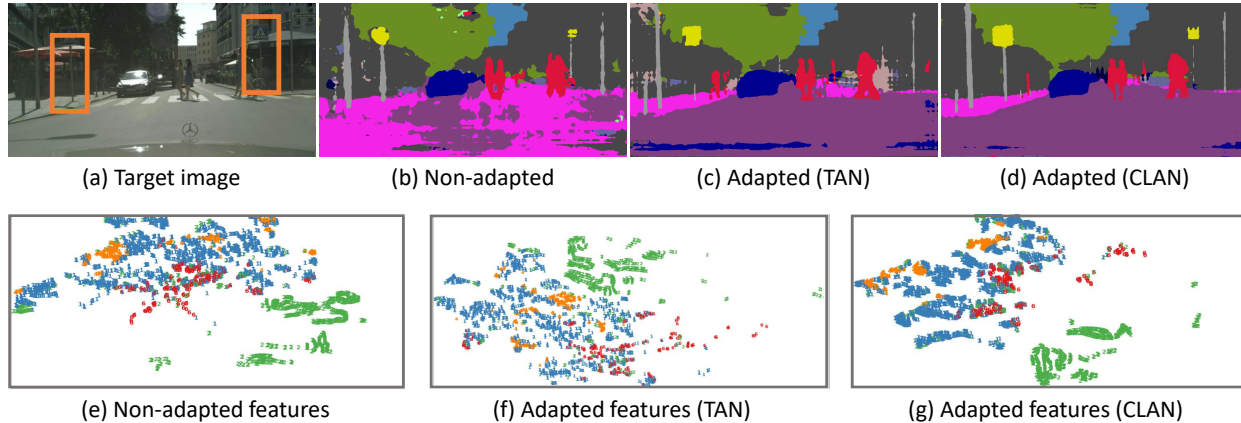 (a) Target image
(b) Non-adapted
(c) Adapted (TAN)
(d) Adapted (CLAN)
(e) Non-adapted features
(f) Adapted features (TAN)
(g) Adapted features (CLAN)